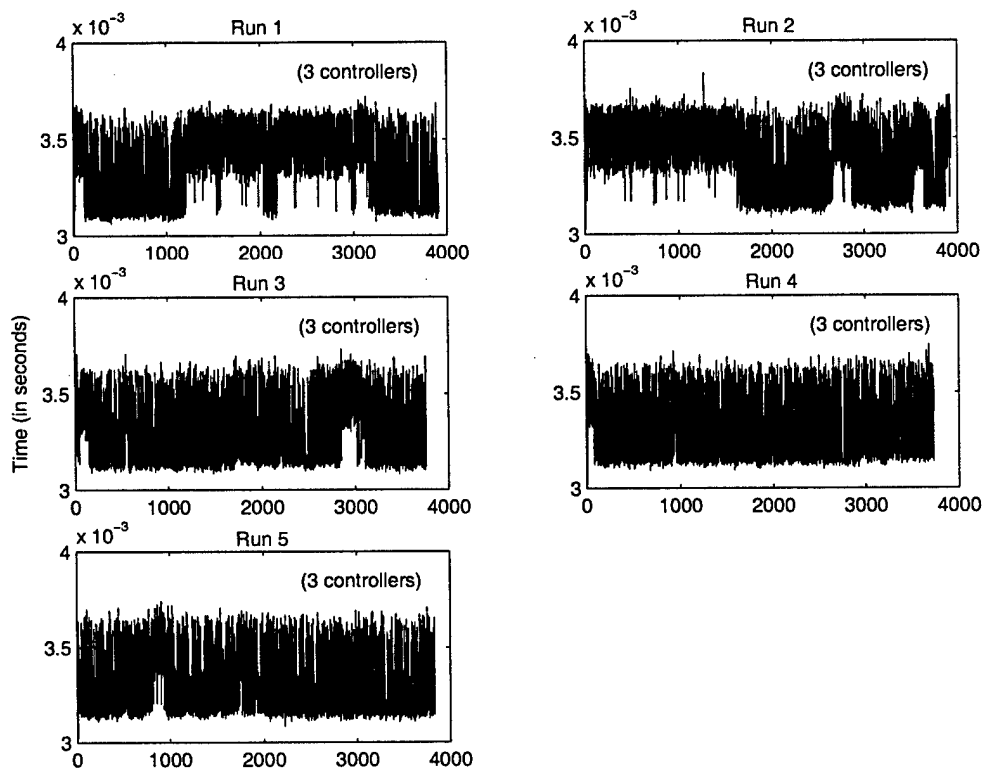 x 10⁻³
Run 1
4
(3 controllers)
3.5
3
0 1000 2000 3000 4000
x 10⁻³
Run 2
4
(3 controllers)
3.5
3
0 1000 2000 3000 4000
Time (in seconds)
x 10⁻³
Run 3
4
(3 controllers)
3.5
3
0 1000 2000 3000 4000
x 10⁻³
Run 4
4
(3 controllers)
3.5
3
0 1000 2000 3000 4000
x 10⁻³
Run 5
4
(3 controllers)
3.5
3
0 1000 2000 3000 4000